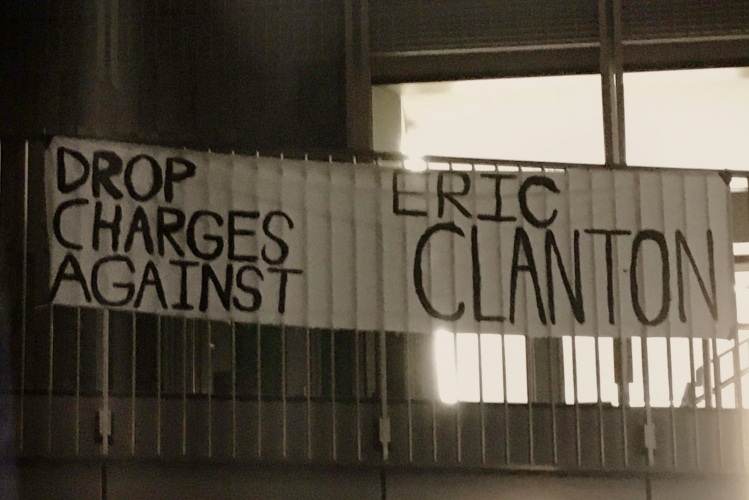 DROP
CHARGES
AGAINST
ERIC
CLANTON